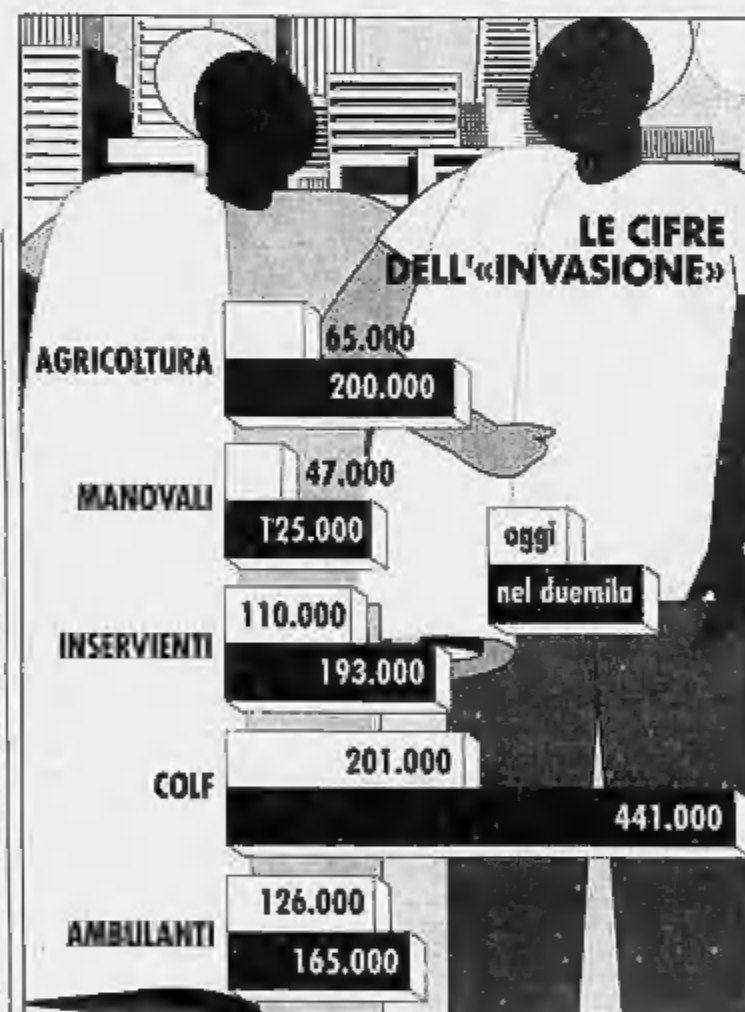 LE CIFRE
DELL'«INVASIONE»
AGRICOLTURA
65.000
200.000
MANOVALI
47.000
125.000
oggi
nel duemila
INSERVIENTI
110.000
193.000
COLF
201.000
441.000
AMBULANTI
126.000
165.000